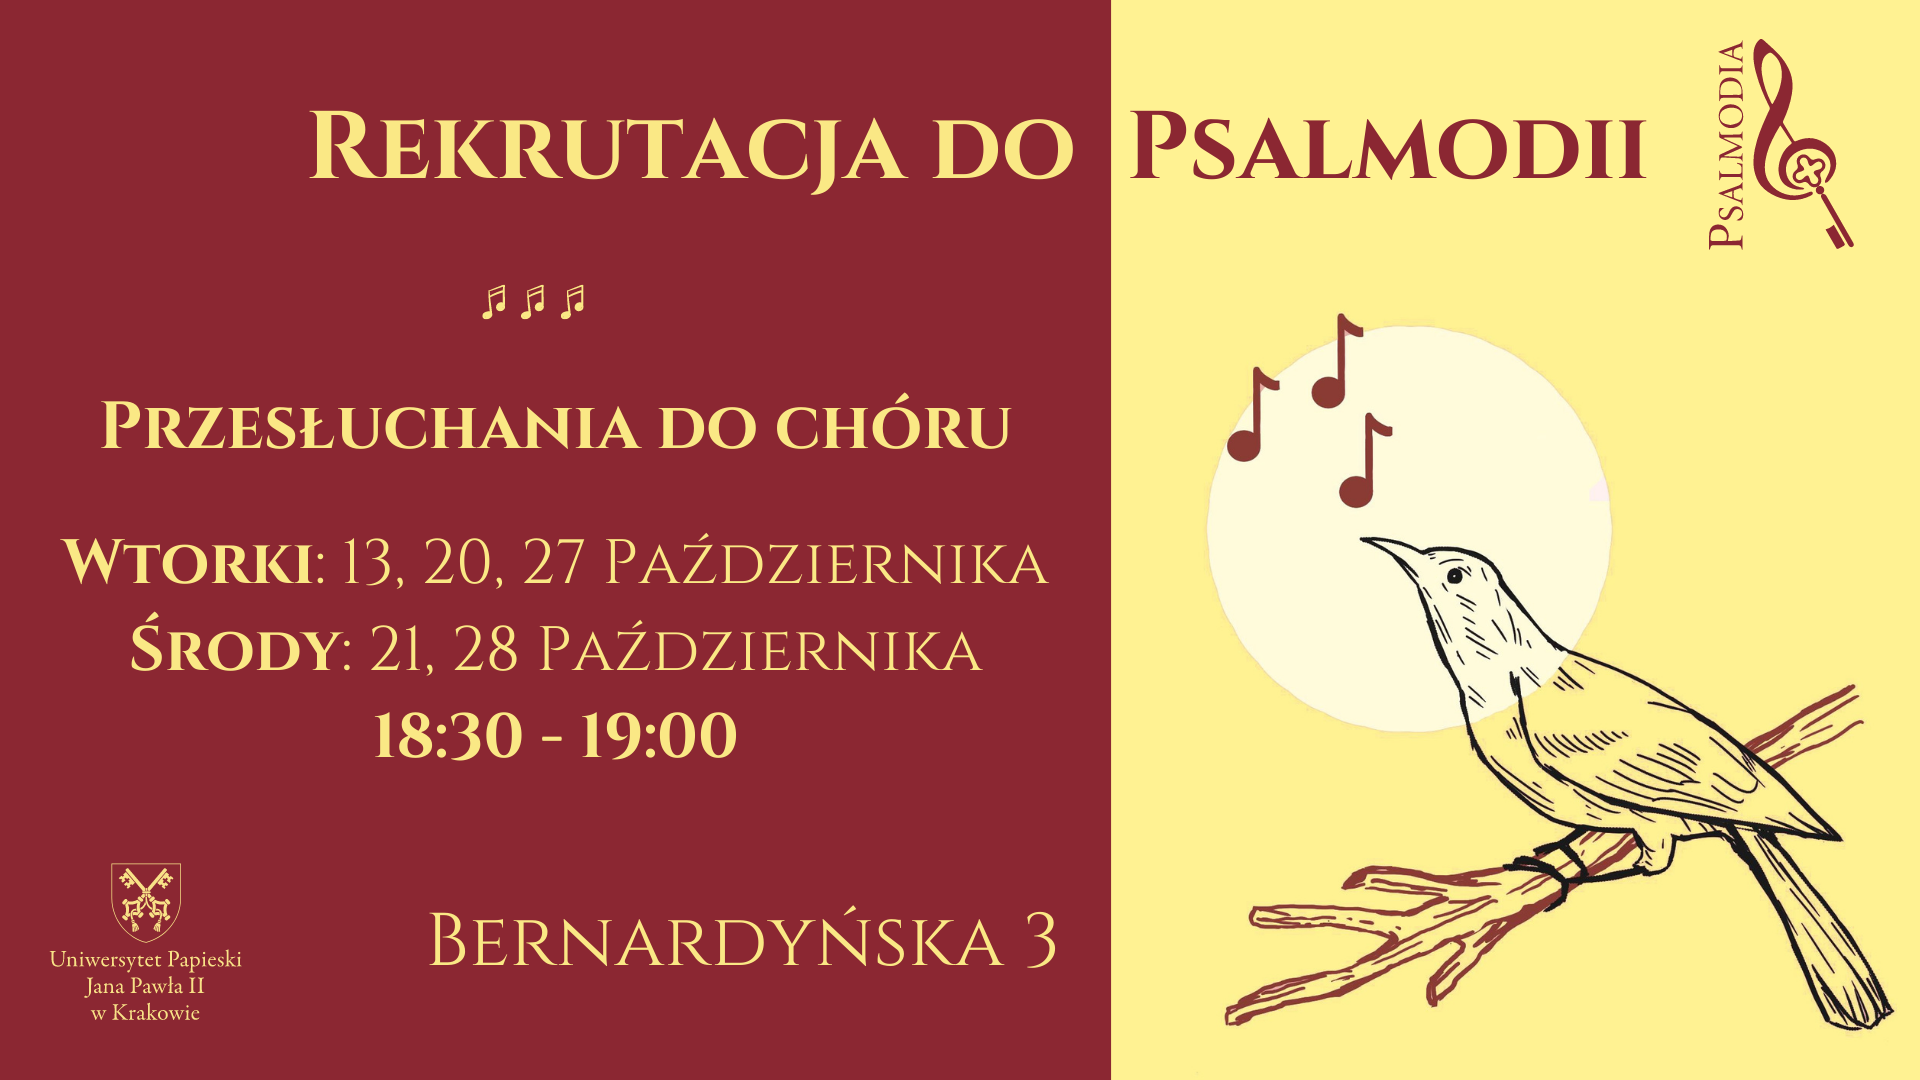 Rekrutacja do Psalmodii
Psalmodia
Przesłuchania do chóru
Wtorki: 13, 20, 27 Października
Środy: 21, 28 Października
18:30 - 19:00
Bernardyńska 3
Uniwersytet Papieski
Jana Pawła II
w Krakowie